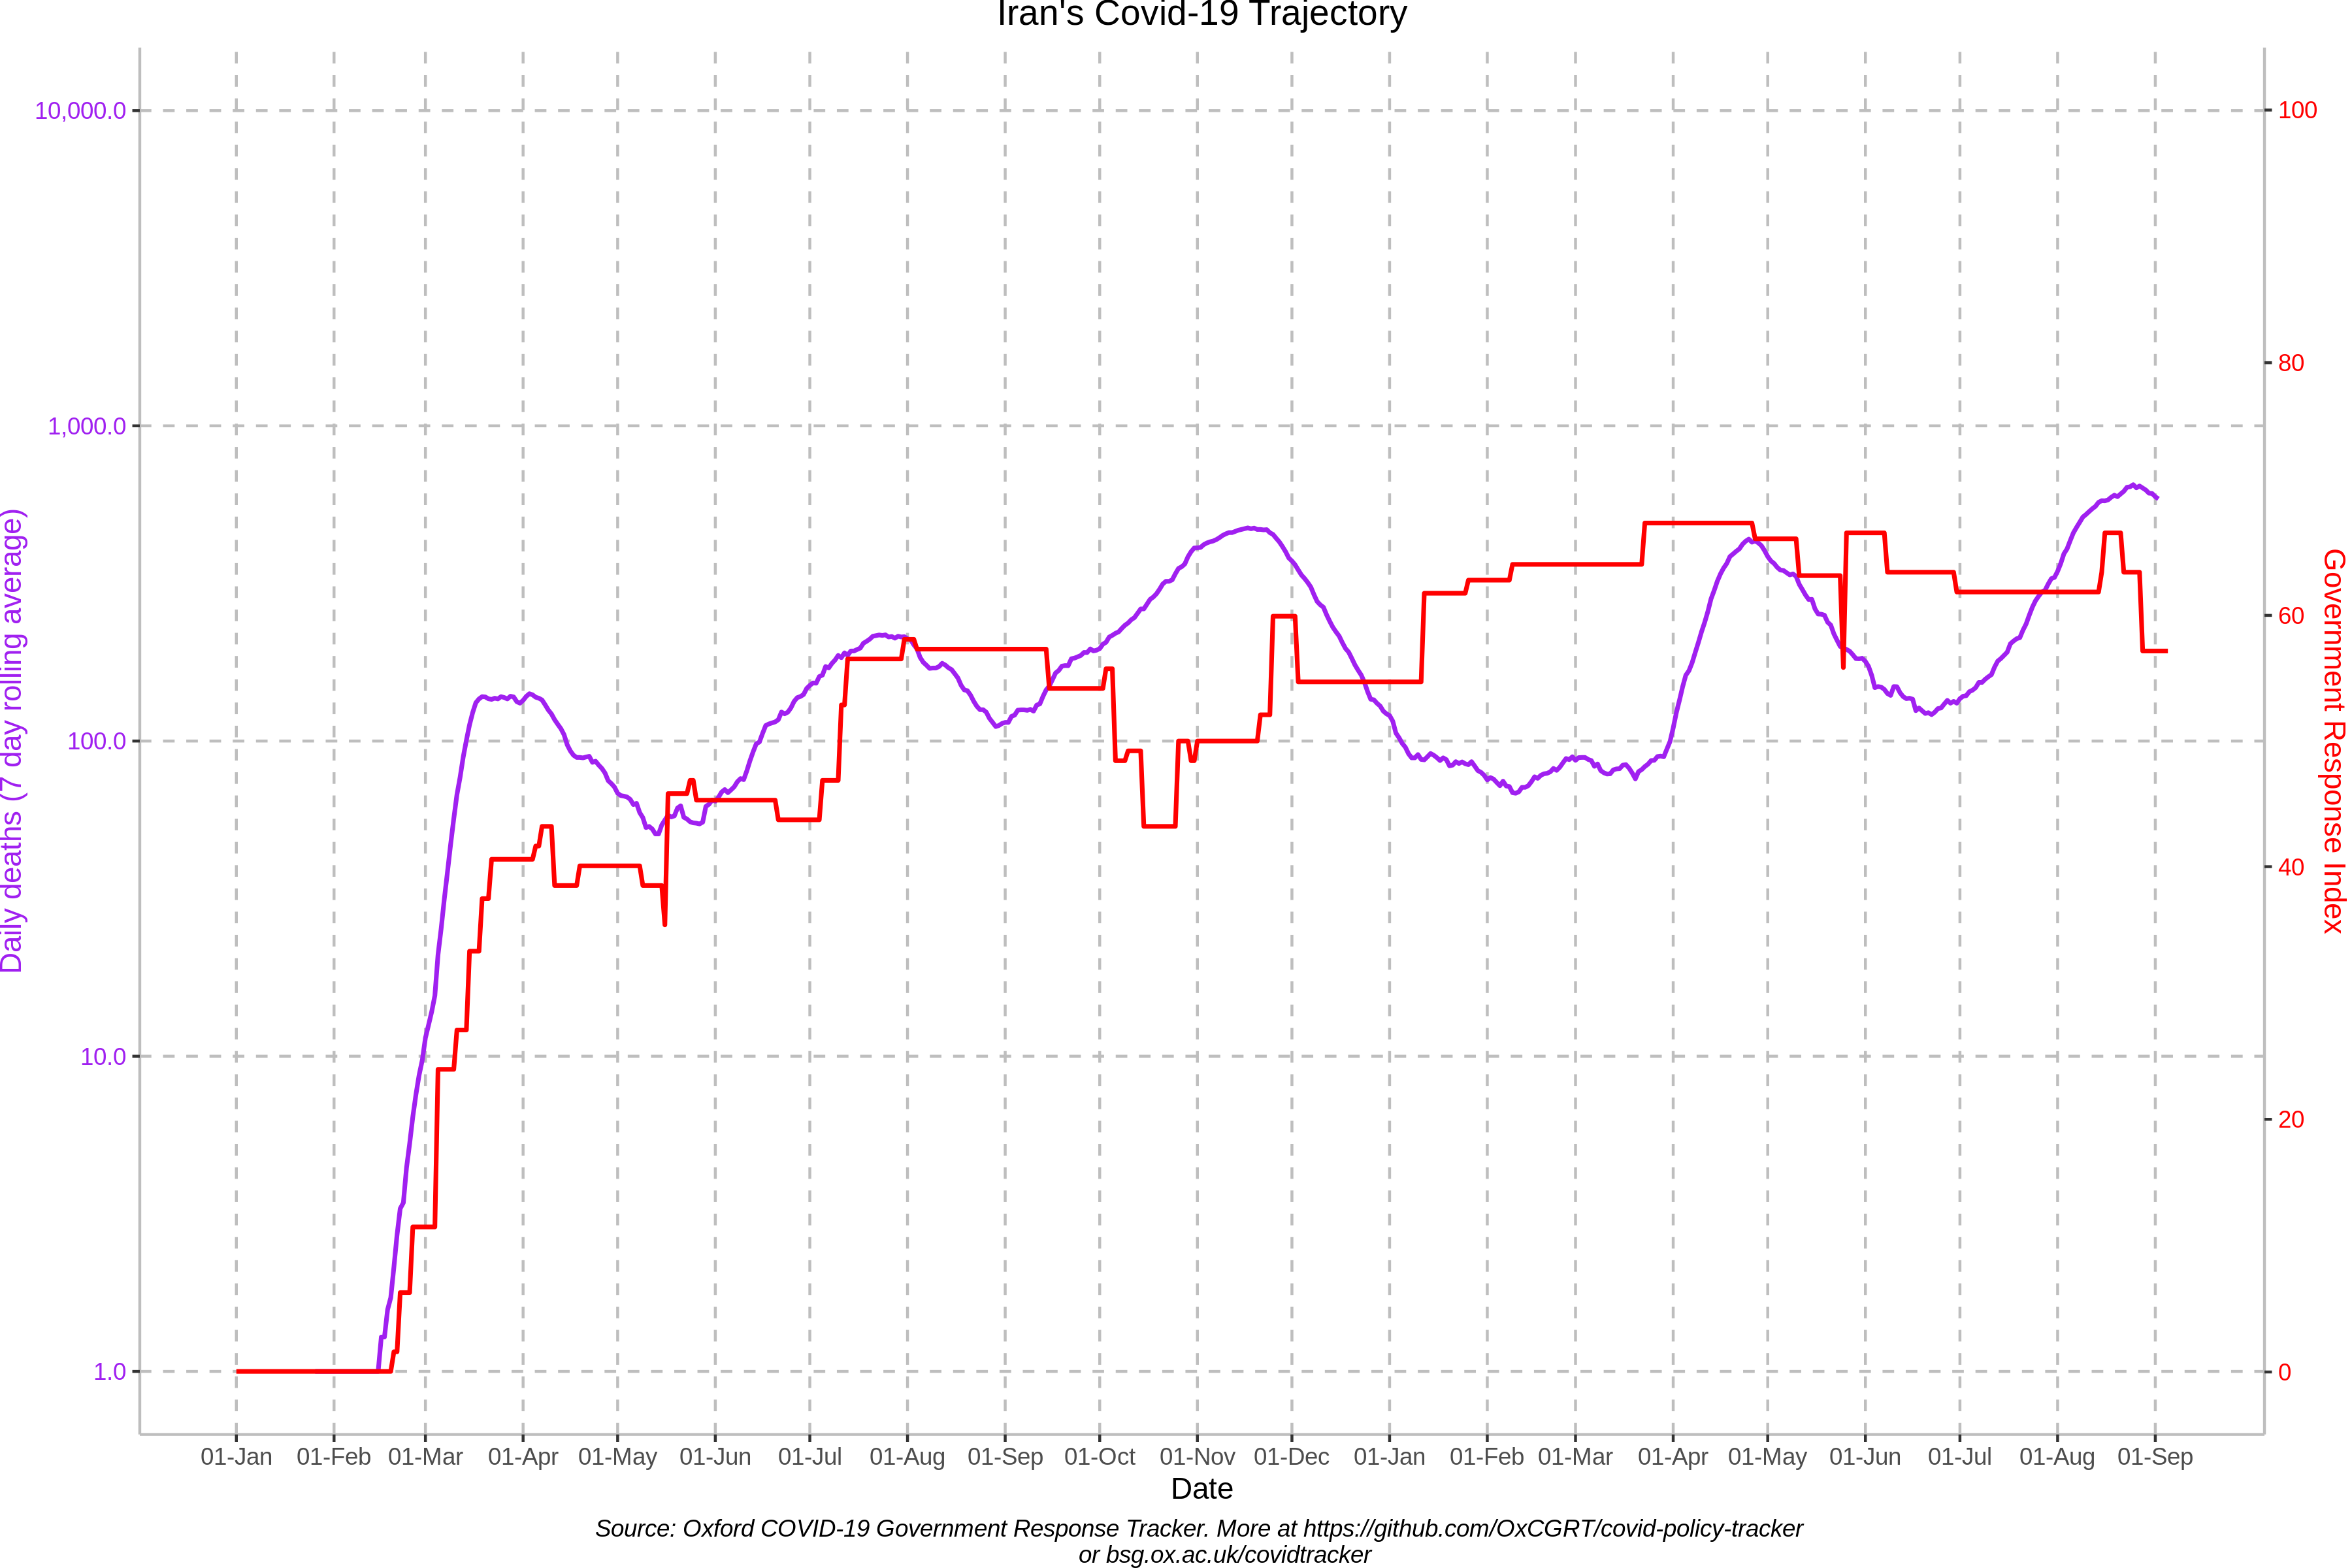 Iran's Covid-19 Trajectory
10,000.0
1,000.0
100.0
10.0
1.0
Daily deaths (7 day rolling average)
100
80
60
40
20
0
Government Response Index
01-Jan 01-Feb 01-Mar 01-Apr 01-May 01-Jun 01-Jul 01-Aug 01-Sep 01-Oct 01-Nov 01-Dec 01-Jan 01-Feb 01-Mar 01-Apr 01-May 01-Jun 01-Jul 01-Aug 01-Sep
Date
Source: Oxford COVID-19 Government Response Tracker. More at https://github.com/OxCGRT/covid-policy-tracker
or bsg.ox.ac.uk/covidtracker